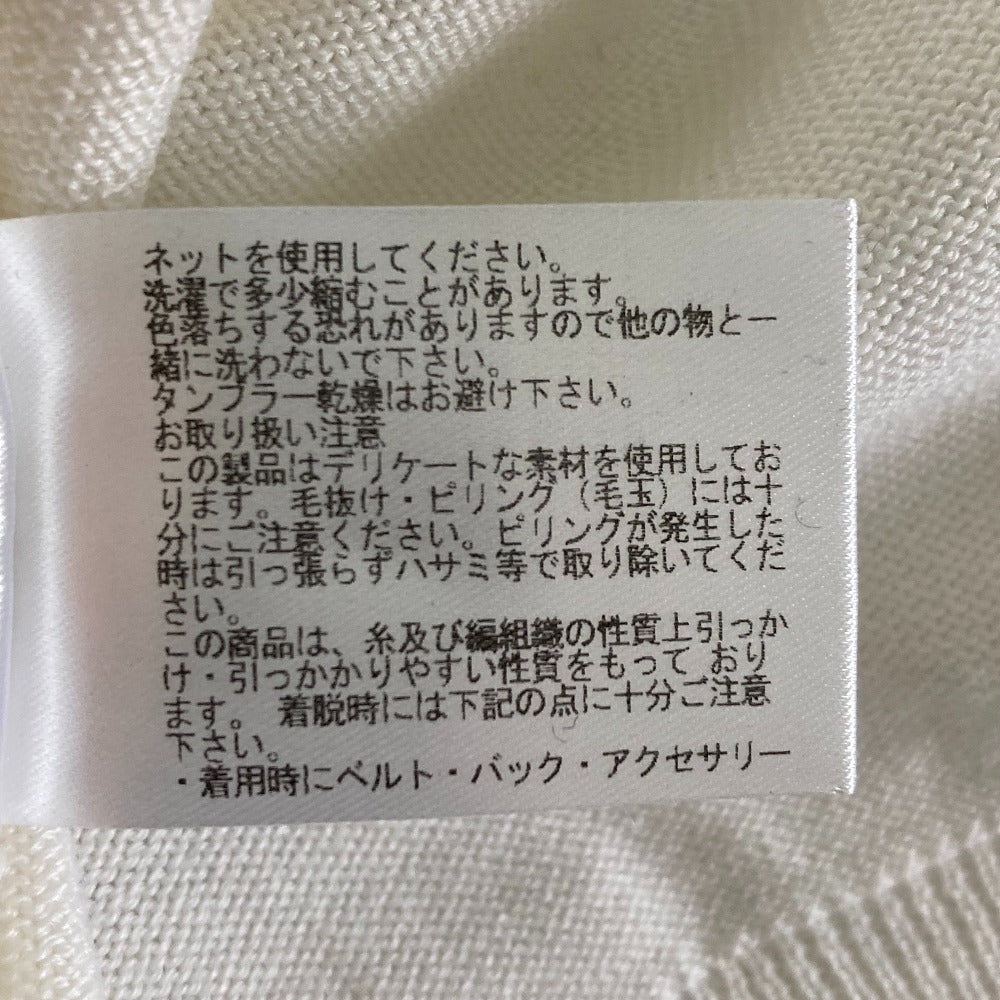 ネットを使用してください。
洗濯で多少縮むことがあります。
色落ちする恐れがありますので他の物と一
緒に洗わないで下さい。
タンブラー乾燥はお避け下さい。
お取り扱い注意
この製品はデリケートな素材を使用してお
ります。毛抜け・ピリング（毛玉）には十
分にご注意ください。ピリングが発生した
時は引っ張らずハサミ等で取り除いてくだ
さい。
この商品は、糸及び編組織の性質上引っか
け・引っかかりやすい性質をもって おり
ます。 着脱時には下記の点に十分ご注意
下さい。
・着用時にベルト・バック・アクセサリー